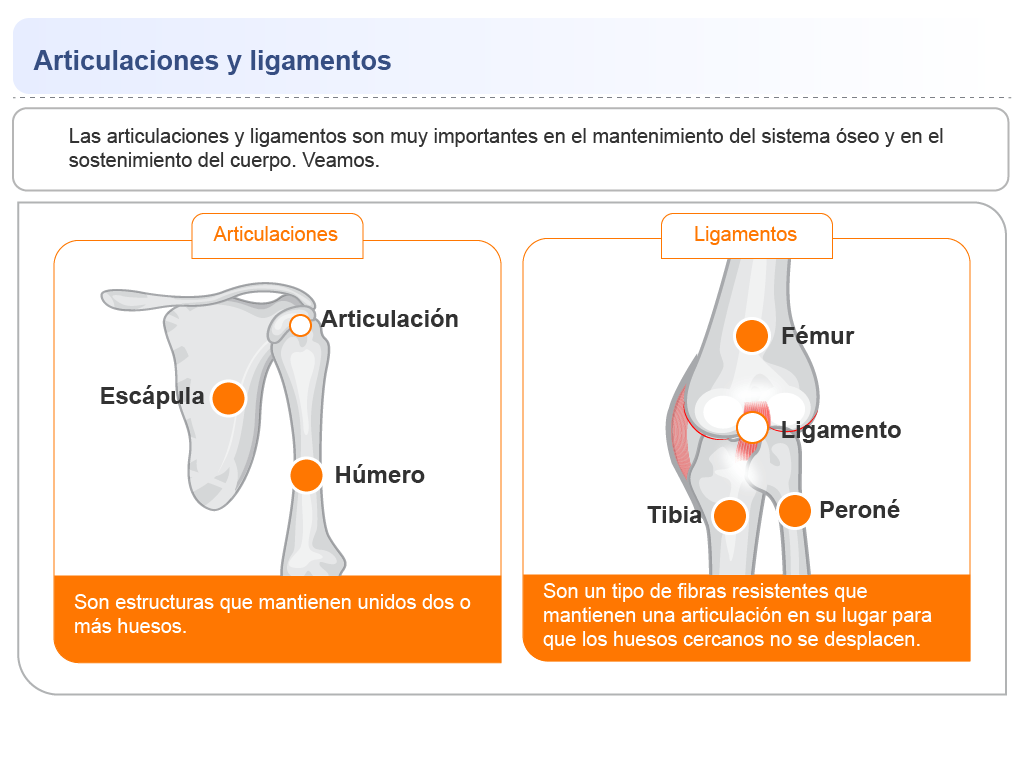 Articulaciones y ligamentos
Las articulaciones y ligamentos son muy importantes en el mantenimiento del sistema óseo y en el
sostenimiento del cuerpo. Veamos.
Articulaciones
Articulación
Escápula
Húmero
Son estructuras que mantienen unidos dos o
más huesos.
Ligamentos
Fémur
Ligamento
Tibia
Peroné
Son un tipo de fibras resistentes que
mantienen una articulación en su lugar para
que los huesos cercanos no se desplacen.